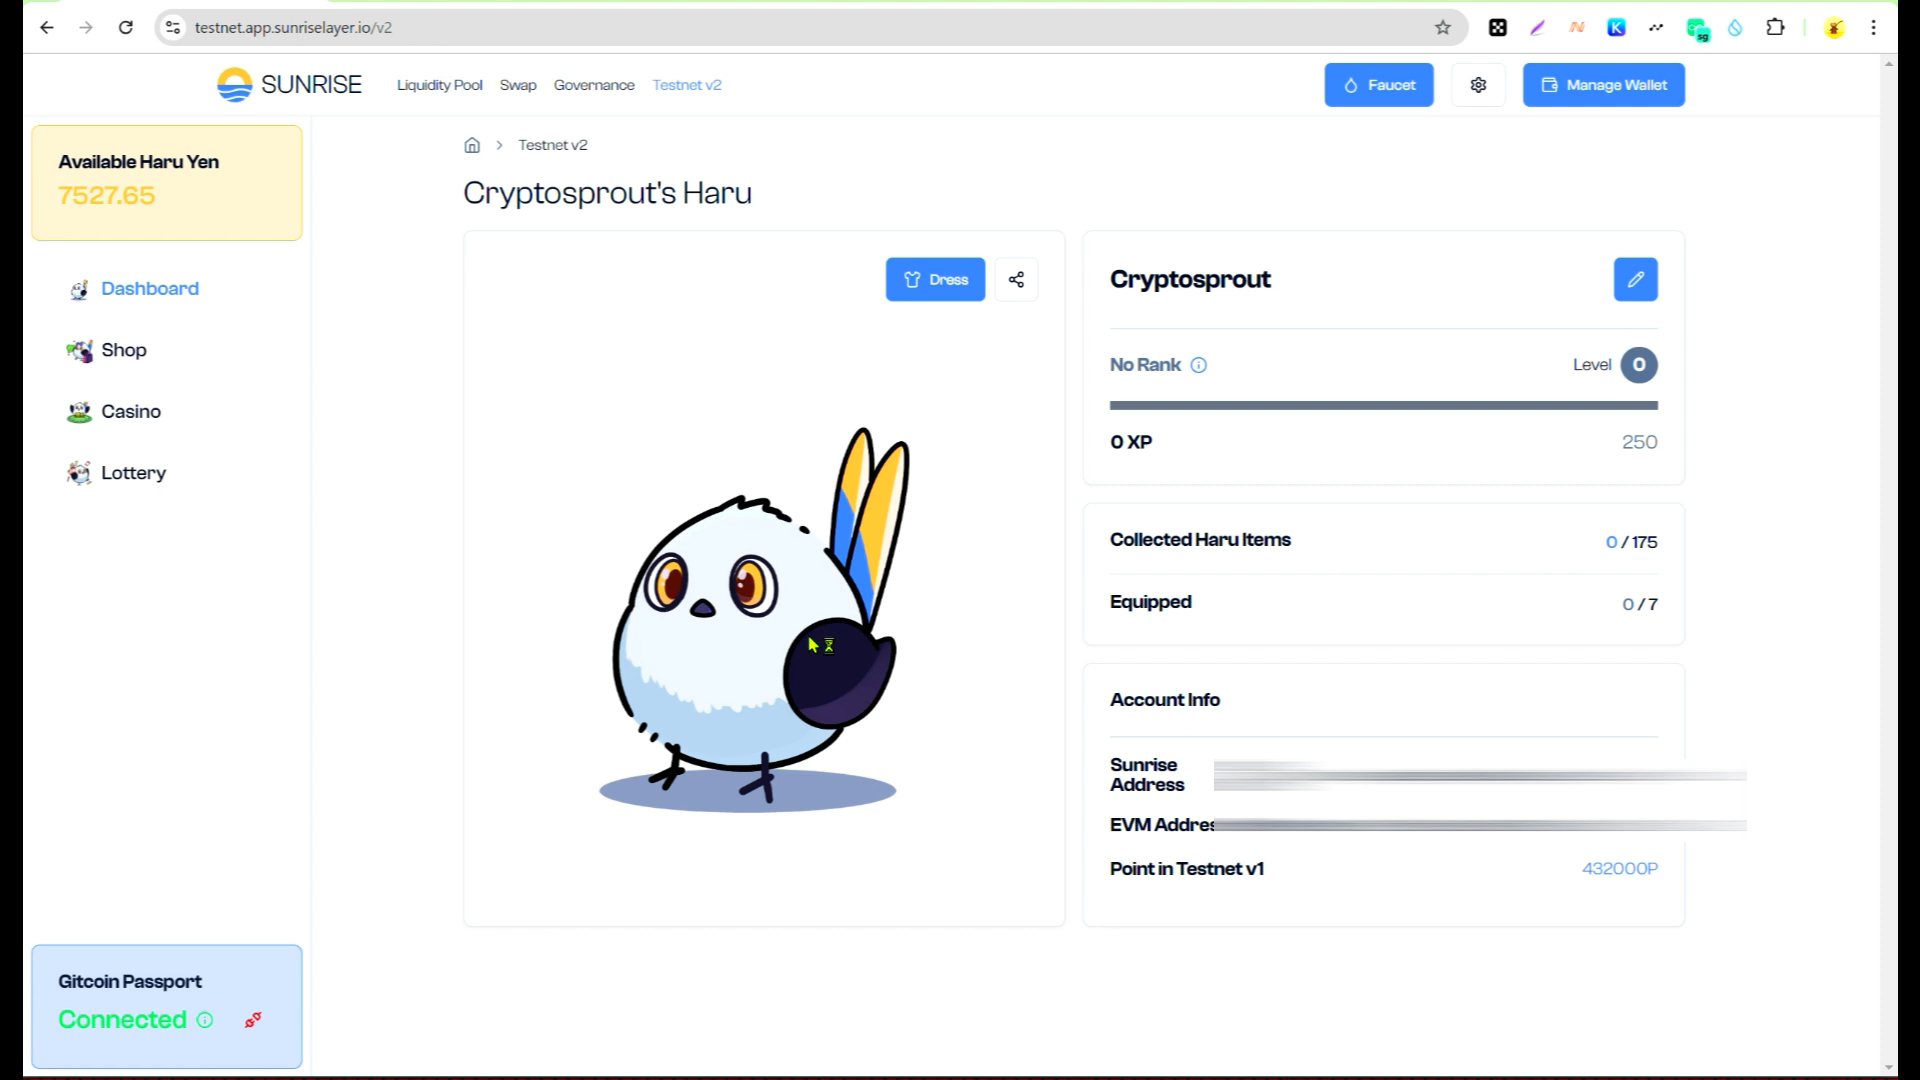 testnet.app.sunriselayer.io/v2
sg
SUNRISE
Liquidity Pool Swap Governance Testnet v2
Faucet
Manage Wallet
Available Haru Yen
7527.65
Dashboard
Shop
Casino
Lottery
Gitcoin Passport
Connected
Testnet v2
Cryptosprout's Haru
Dress
Cryptosprout
No Rank
Level 0
0 XP
250
Collected Haru Items
0 / 175
Equipped
0 / 7
Account Info
Sunrise
Address
EVM Addres
Point in Testnet v1
432000P